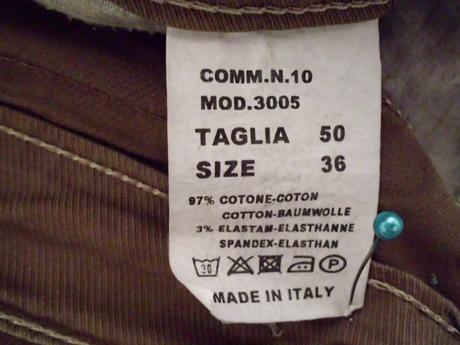 COMM.N.10
MOD.3005
TAGLIA 50
SIZE 36
97% COTONE-COTON
COTTON-BAUMWOLLE
3% ELASTAM-ELASTHANNE
SPANDEX-ELASTHAN
30 P
MADE IN ITALY